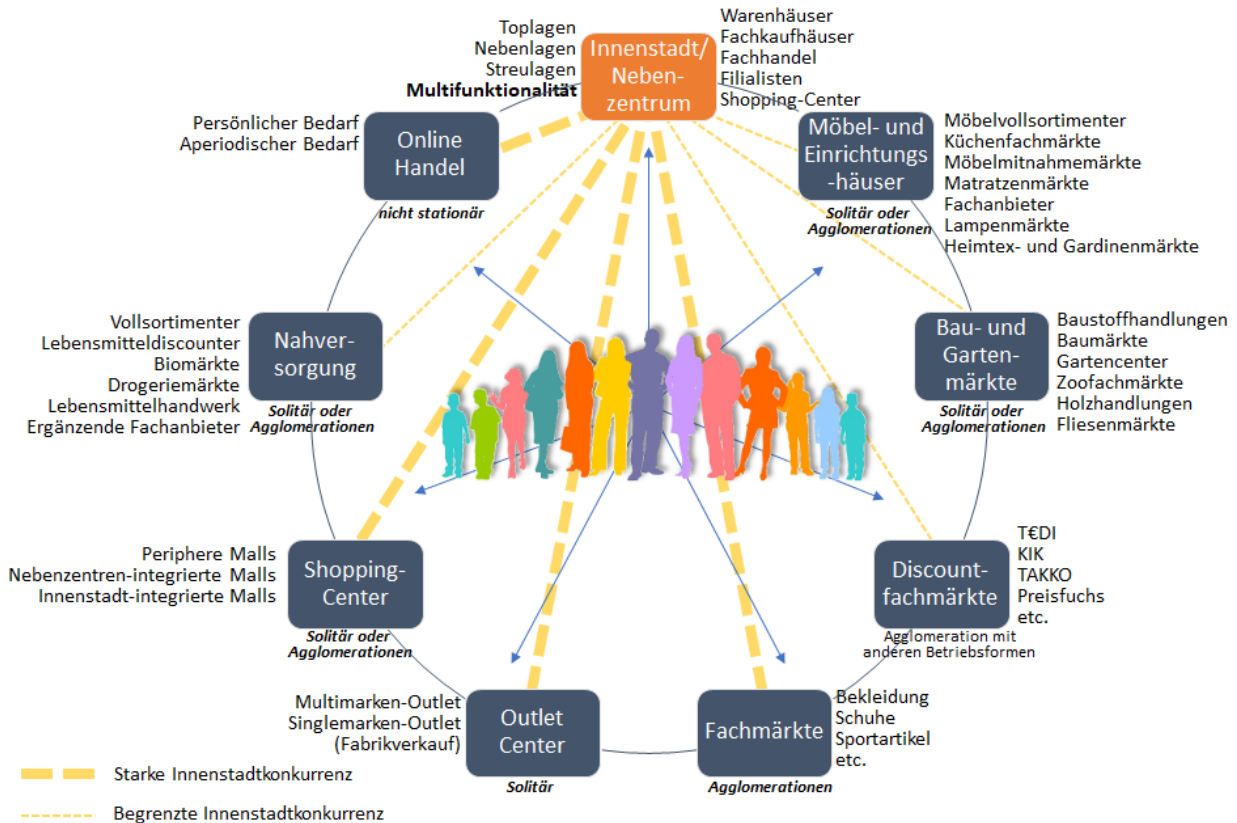 Toplagen
Nebenlagen
Streulagen
Multifunktionalität
Innenstadt/
Neben-
zentrum
Warenhäuser
Fachkaufhäuser
Fachhandel
Filialisten
Shopping-Center
Persönlicher Bedarf
Aperiodischer Bedarf
Online
Handel
nicht stationär
Möbel- und
Einrichtungs
-häuser
Solitär oder
Agglomerationen
Möbelvollsortimenter
Küchenfachmärkte
Möbelmitnahmemärkte
Matratzenmärkte
Fachanbieter
Lampenmärkte
Heimtex- und Gardinenmärkte
Vollsortimenter
Lebensmitteldiscounter
Biomärkte
Drogeriemärkte
Lebensmittelhandwerk
Ergänzende Fachanbieter
Nahver-
sorgung
Solitär oder
Agglomerationen
Bau- und
Garten-
märkte
Solitär oder
Agglomerationen
Baustoffhandlungen
Baumärkte
Gartencenter
Zoofachmärkte
Holzhandlungen
Fliesenmärkte
Periphere Malls
Nebenzentren-integrierte Malls
Innenstadt-integrierte Malls
Shopping-
Center
Solitär oder
Agglomerationen
Discount-
fachmärkte
Agglomeration mit
anderen Betriebsformen
T€DI
KIK
TAKKO
Preisfuchs
etc.
Multimarken-Outlet
Singlemarken-Outlet
(Fabrikverkauf)
Outlet
Center
Solitär
Fachmärkte
Agglomerationen
Bekleidung
Schuhe
Sportartikel
etc.
Starke Innenstadtkonkurrenz
Begrenzte Innenstadtkonkurrenz